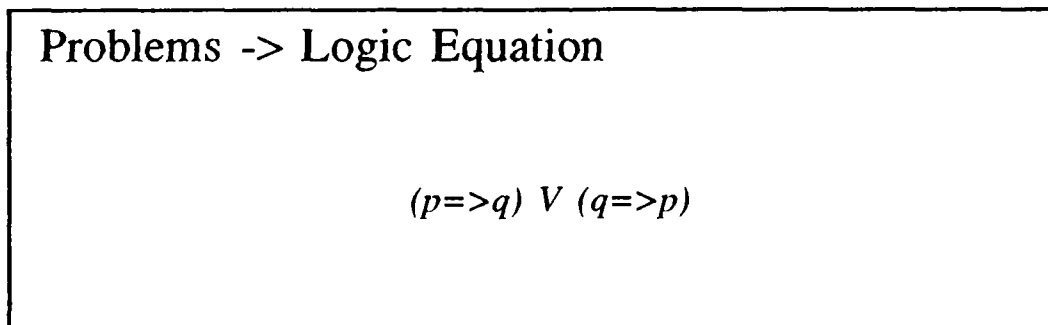 Problems -> Logic Equation
(p=>q) V (q=>p)